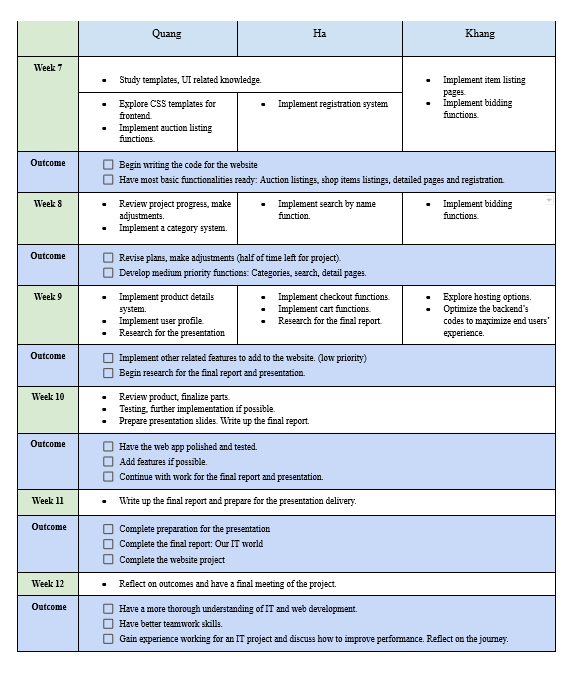 Quang
Ha
Khang
Week 7
Study templates, UI related knowledge.
Implement item listing
pages.
Implement bidding
functions.
Explore CSS templates for
frontend.
Implement auction listing
functions.
Implement registration system
Outcome
Begin writing the code for the website
Have most basic functionalities ready: Auction listings, shop items listings, detailed pages and registration.
Week 8
Review project progress, make
adjustments.
Implement a category system.
Implement search by name
function.
Implement bidding
functions.
Outcome
Revise plans, make adjustments (half of time left for project).
Develop medium priority functions: Categories, search, detail pages.
Week 9
Implement product details
system.
Implement user profile.
Research for the presentation
Implement checkout functions.
Implement cart functions.
Research for the final report.
Explore hosting options.
Optimize the backend's
codes to maximize end users'
experience.
Outcome
Implement other related features to add to the website. (low priority)
Begin research for the final report and presentation.
Week 10
Review product, finalize parts.
Testing, further implementation if possible.
Prepare presentation slides. Write up the final report.
Outcome
Have the web app polished and tested.
Add features if possible.
Continue with work for the final report and presentation.
Week 11
Write up the final report and prepare for the presentation delivery.
Outcome
Complete preparation for the presentation
Complete the final report: Our IT world
Complete the website project
Week 12
Reflect on outcomes and have a final meeting of the project.
Outcome
Have a more thorough understanding of IT and web development.
Have better teamwork skills.
Gain experience working for an IT project and discuss how to improve performance. Reflect on the journey.